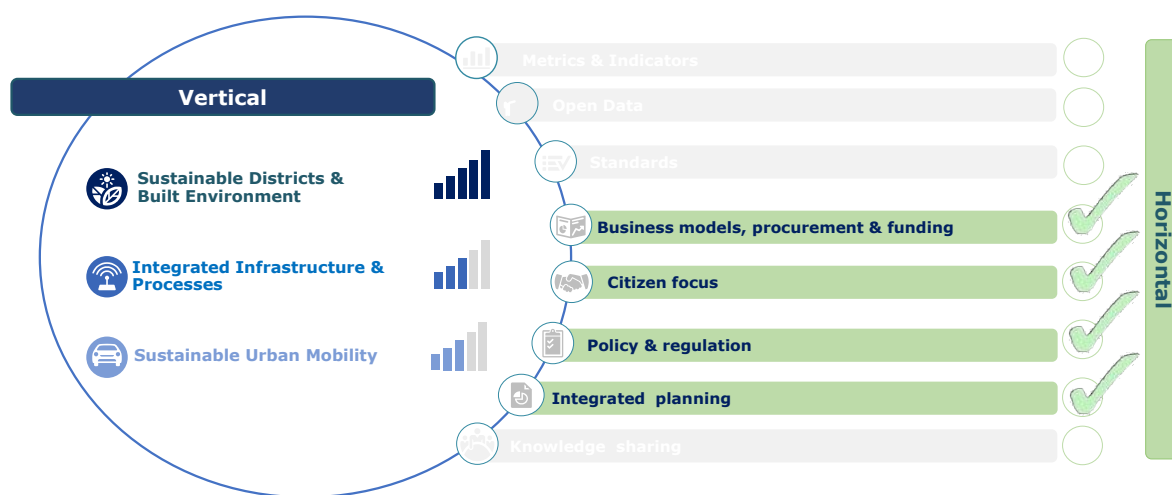 Metrics & Indicators
Vertical
Open Data
Standards
Sustainable Districts &
Built Environment
Business models, procurement & funding
Integrated Infrastructure &
Processes
Citizen focus
Sustainable Urban Mobility
Policy & regulation
Integrated planning
Knowledge sharing
Horizontal